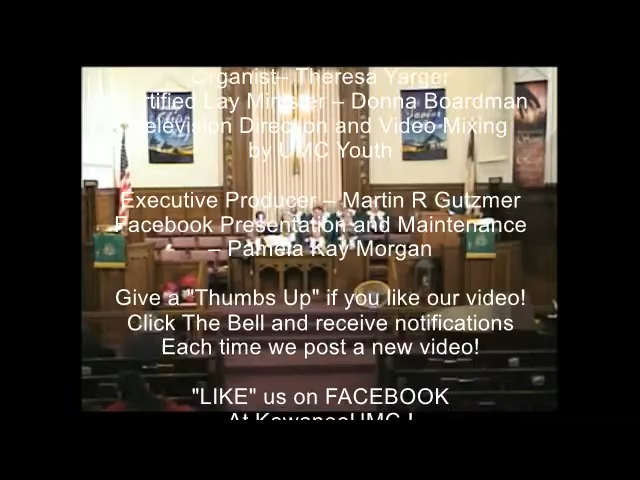 Organist– Theresa Yarger
Certified Lay Minister – Donna Boardman
Television Direction and Video Mixing
by UMC Youth
Executive Producer – Martin R Gutzmer
Facebook Presentation and Maintenance
– Pamela Kay Morgan
Give a "Thumbs Up" if you like our video!
Click The Bell and receive notifications
Each time we post a new video!
"LIKE" us on FACEBOOK
At KewaneeUMC !